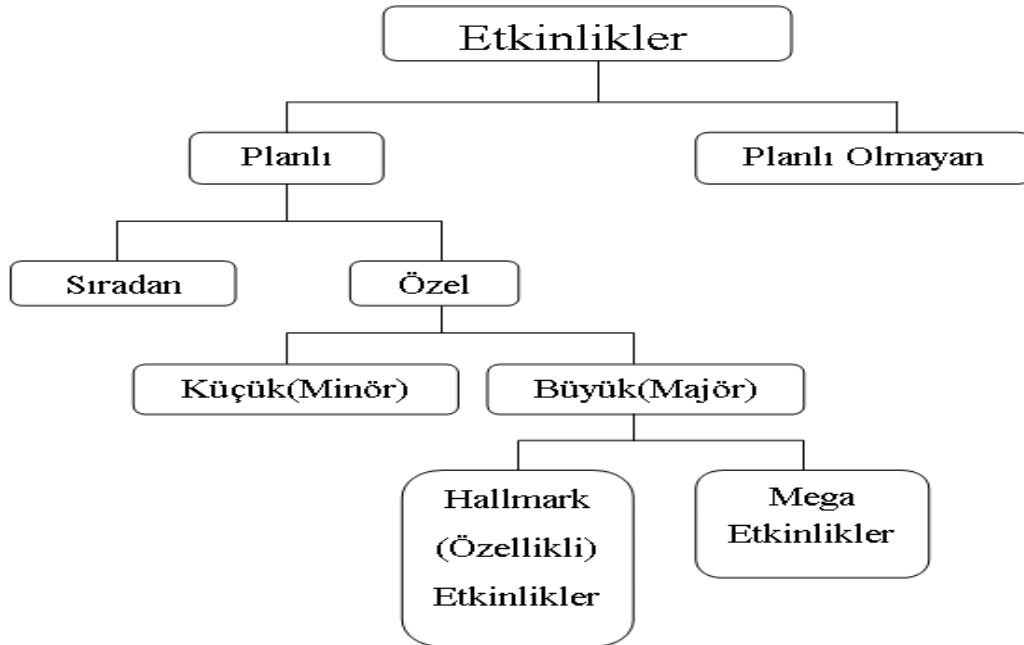 Etkinlikler
Planlı
Planlı Olmayan
Sıradan
Özel
Küçük(Minör)
Büyük(Majör)
Hallmark
(Özellikli)
Etkinlikler
Mega
Etkinlikler